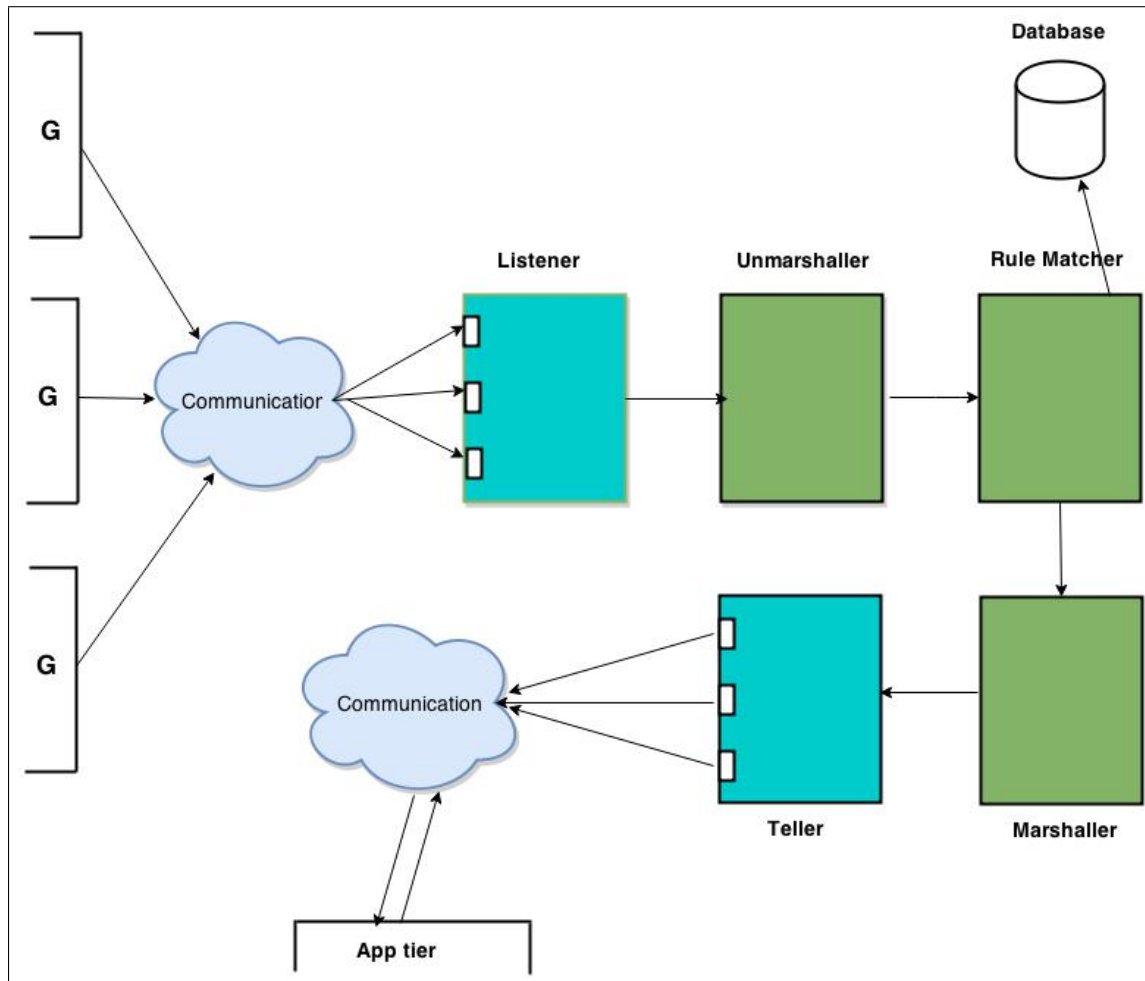 Database
G
Listener
Unmarshaller
Rule Matcher
G
Communicatior
G
Communication
Teller
Marshaller
App tier